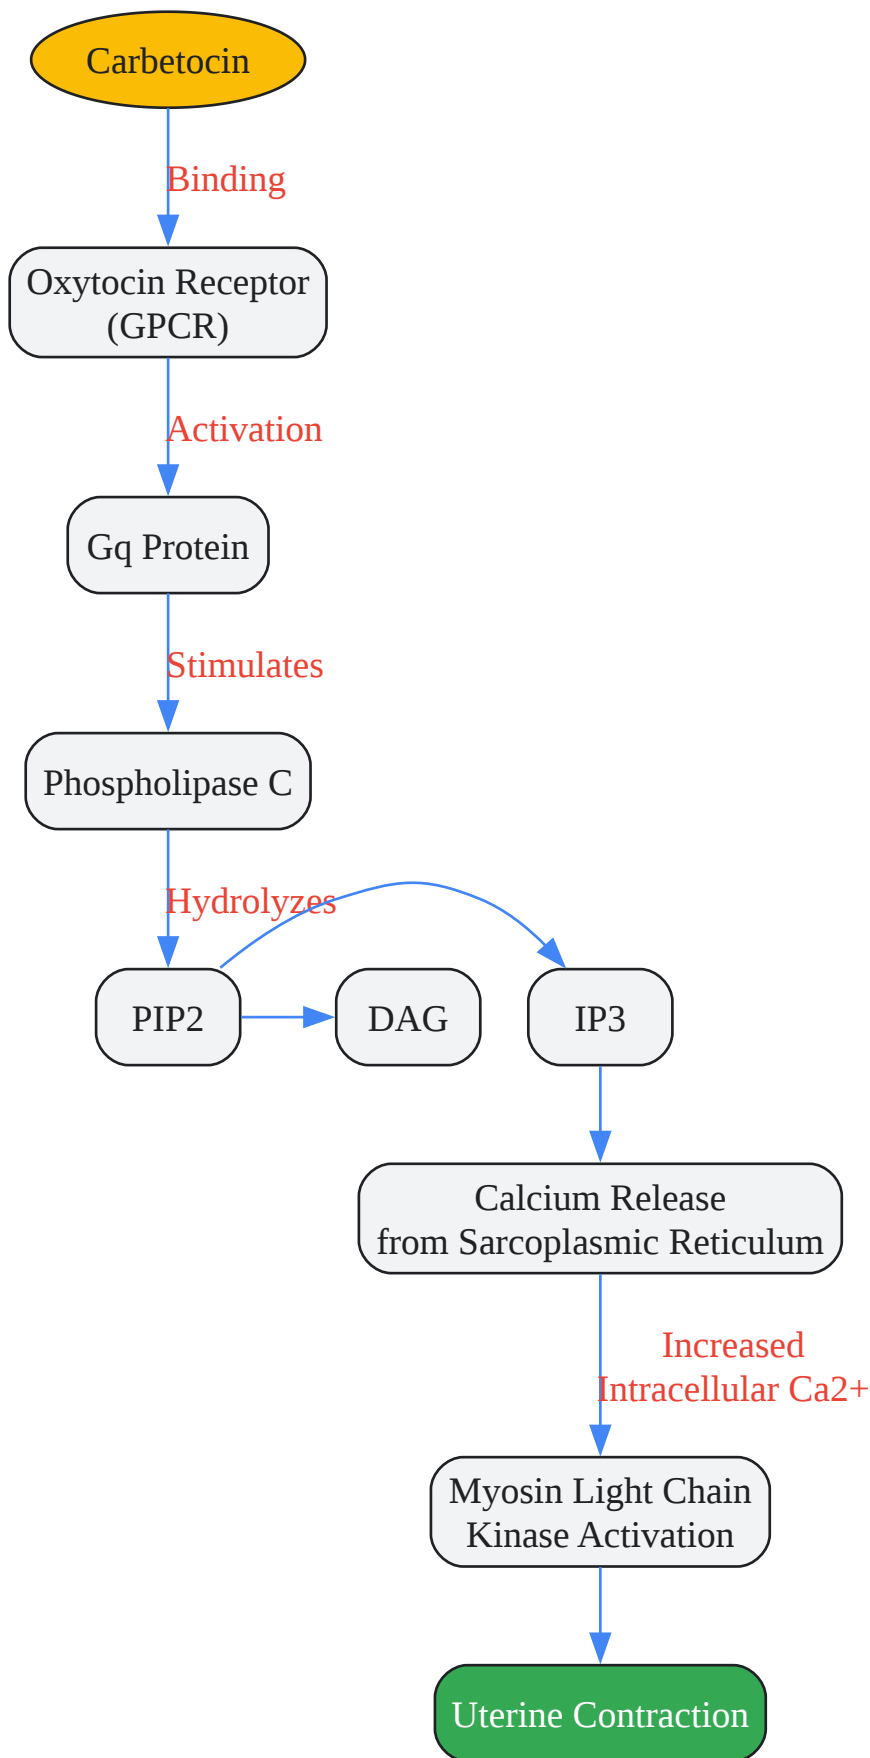 Carbetocin
Binding
Oxytocin Receptor
(GPCR)
Activation
Gq Protein
Stimulates
Phospholipase C
Hydrolyzes
PIP2
DAG
IP3
Calcium Release
from Sarcoplasmic Reticulum
Increased
Intracellular Ca2+
Myosin Light Chain
Kinase Activation
Uterine Contraction